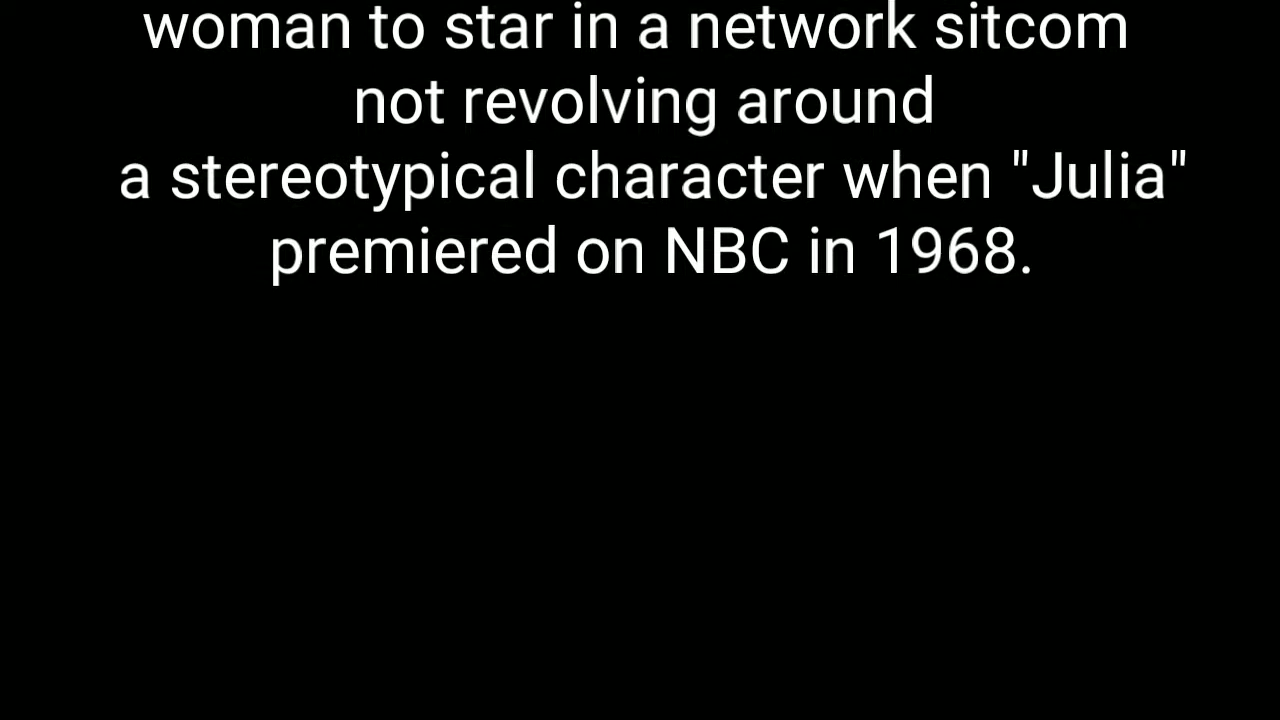 woman to star in a network sitcom
not revolving around
a stereotypical character when "Julia"
premiered on NBC in 1968.